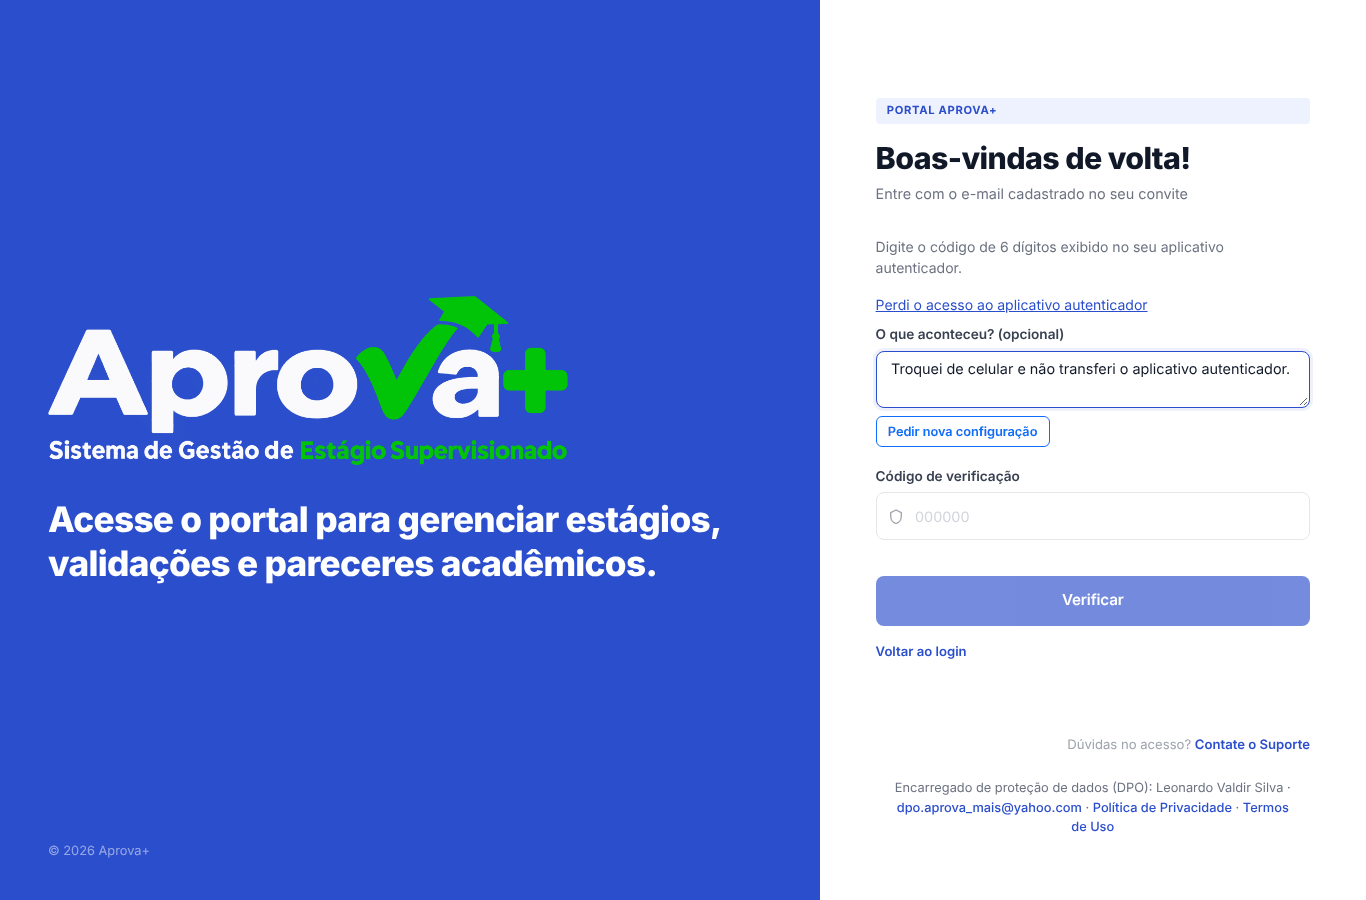 Aprova+
Sistema de Gestão de Estágio Supervisionado
Acesse o portal para gerenciar estágios,
validações e pareceres acadêmicos.
© 2026 Aprova+
PORTAL APROVA+
Boas-vindas de volta!
Entre com o e-mail cadastrado no seu convite
Digite o código de 6 dígitos exibido no seu aplicativo
autenticador.
Perdi o acesso ao aplicativo autenticador
O que aconteceu? (opcional)
Troquei de celular e não transferi o aplicativo autenticador.
Pedir nova configuração
Código de verificação
000000
Verificar
Voltar ao login
Dúvidas no acesso? Contate o Suporte
Encarregado de proteção de dados (DPO): Leonardo Valdir Silva ·
dpo.aprova_mais@yahoo.com · Política de Privacidade · Termos
de Uso